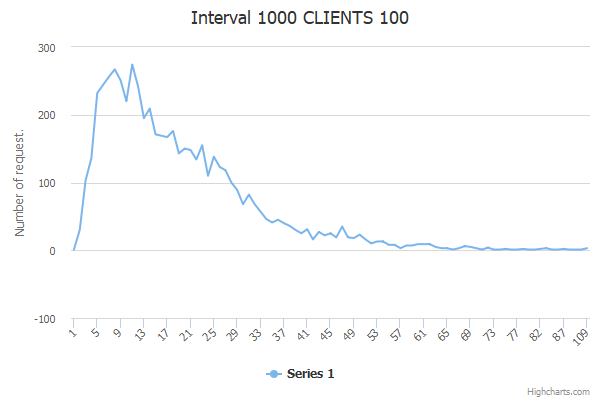 Interval 1000 CLIENTS 100
Number of request.
300
200
100
0
-100
1 5 9 13 17 21 25 29 33 37 41 45 49 53 57 61 65 69 73 77 82 87 109
Series 1
Highcharts.com